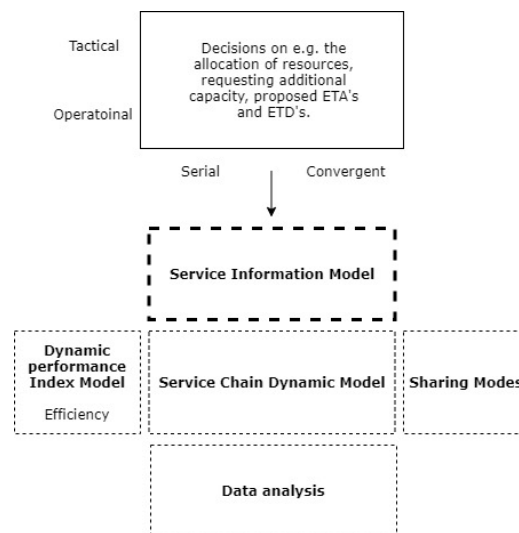 Tactical
Decisions on e.g. the
allocation of resources,
requesting additional
capacity, proposed ETA's
and ETD's.
Operatoinal
Serial
Convergent
Service Information Model
Dynamic
performance
Index Model
Efficiency
Service Chain Dynamic Model
Sharing Modes
Data analysis